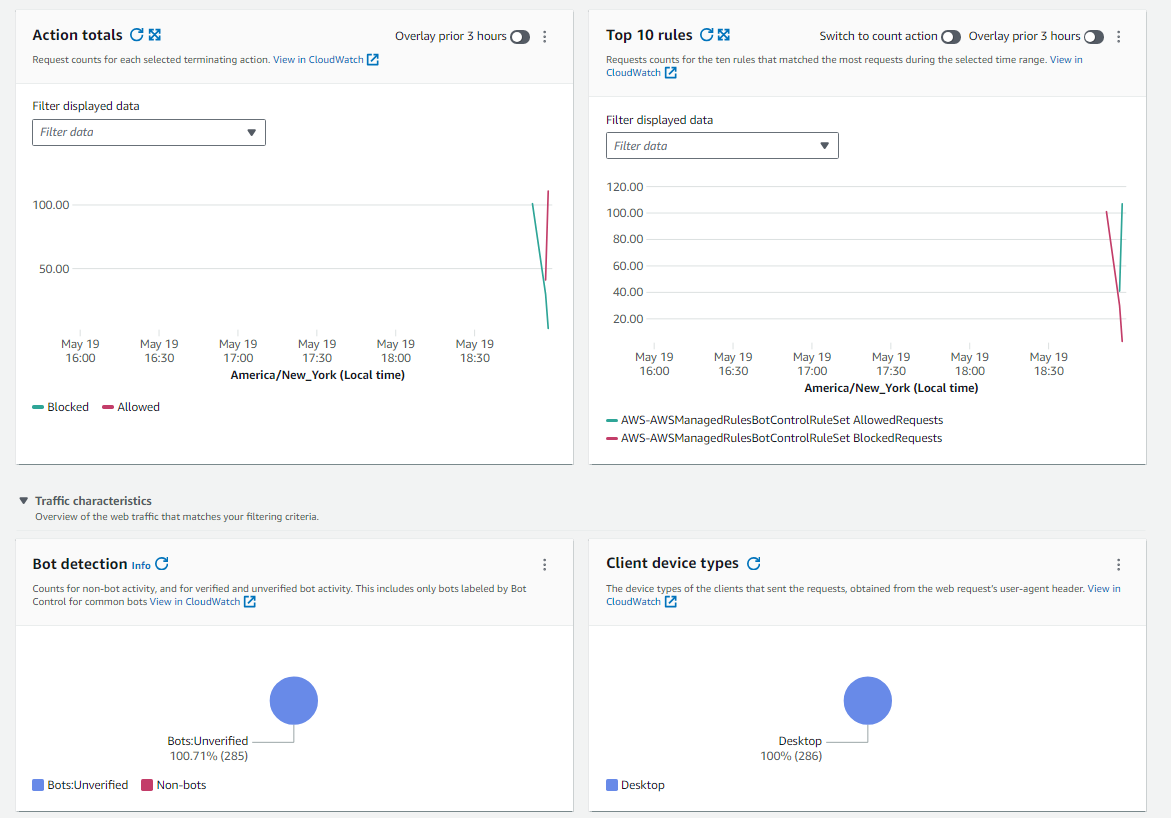 Action totals
Overlay prior 3 hours
Request counts for each selected terminating action. View in CloudWatch
Filter displayed data
Filter data
100.00
50.00
May 19 May 19 May 19 May 19 May 19 May 19
16:00 16:30 17:00 17:30 18:00 18:30
America/New_York (Local time)
Blocked Allowed
Top 10 rules
Switch to count action Overlay prior 3 hours
Requests counts for the ten rules that matched the most requests during the selected time range. View in
CloudWatch
Filter displayed data
Filter data
120.00
100.00
80.00
60.00
40.00
20.00
May 19 May 19 May 19 May 19 May 19 May 19
16:00 16:30 17:00 17:30 18:00 18:30
America/New_York (Local time)
AWS-AWSManagedRulesBotControlRuleSet AllowedRequests
AWS-AWSManagedRulesBotControlRuleSet BlockedRequests
Traffic characteristics
Overview of the web traffic that matches your filtering criteria.
Bot detection Info
Counts for non-bot activity, and for verified and unverified bot activity. This includes only bots labeled by Bot
Control for common bots View in CloudWatch
Bots:Unverified
100.71% (285)
Bots:Unverified Non-bots
Client device types
The device types of the clients that sent the requests, obtained from the web request's user-agent header. View in
CloudWatch
Desktop
100% (286)
Desktop